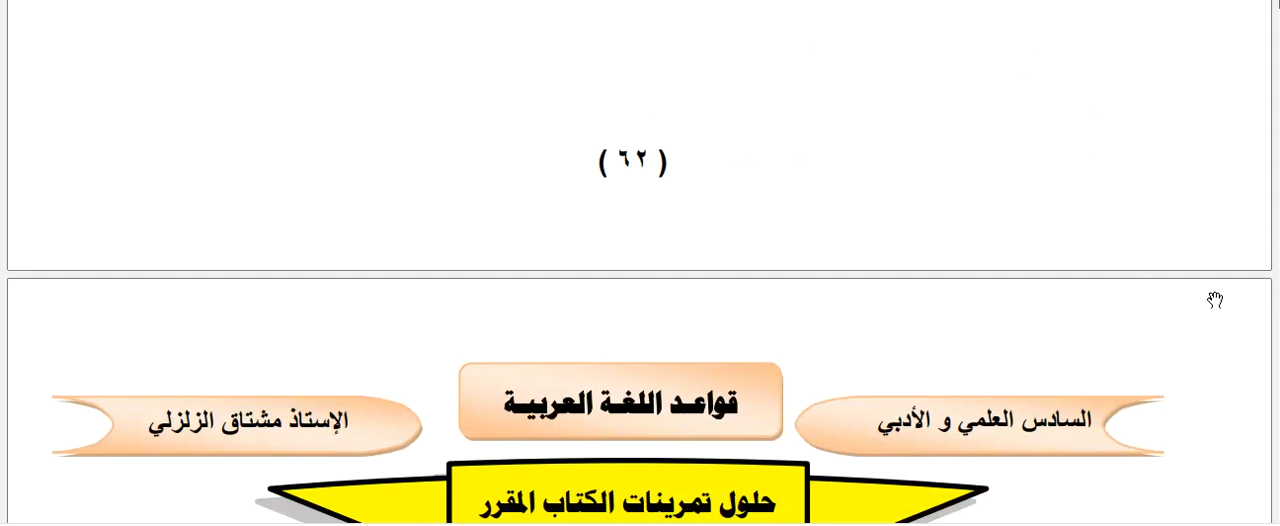 ( ٦٢ )
قواعد اللغة العربية
السادس العلمي و الأدبي
الإستاذ مشتاق الزلزلي
حلول تمرينات الكتاب المقرر